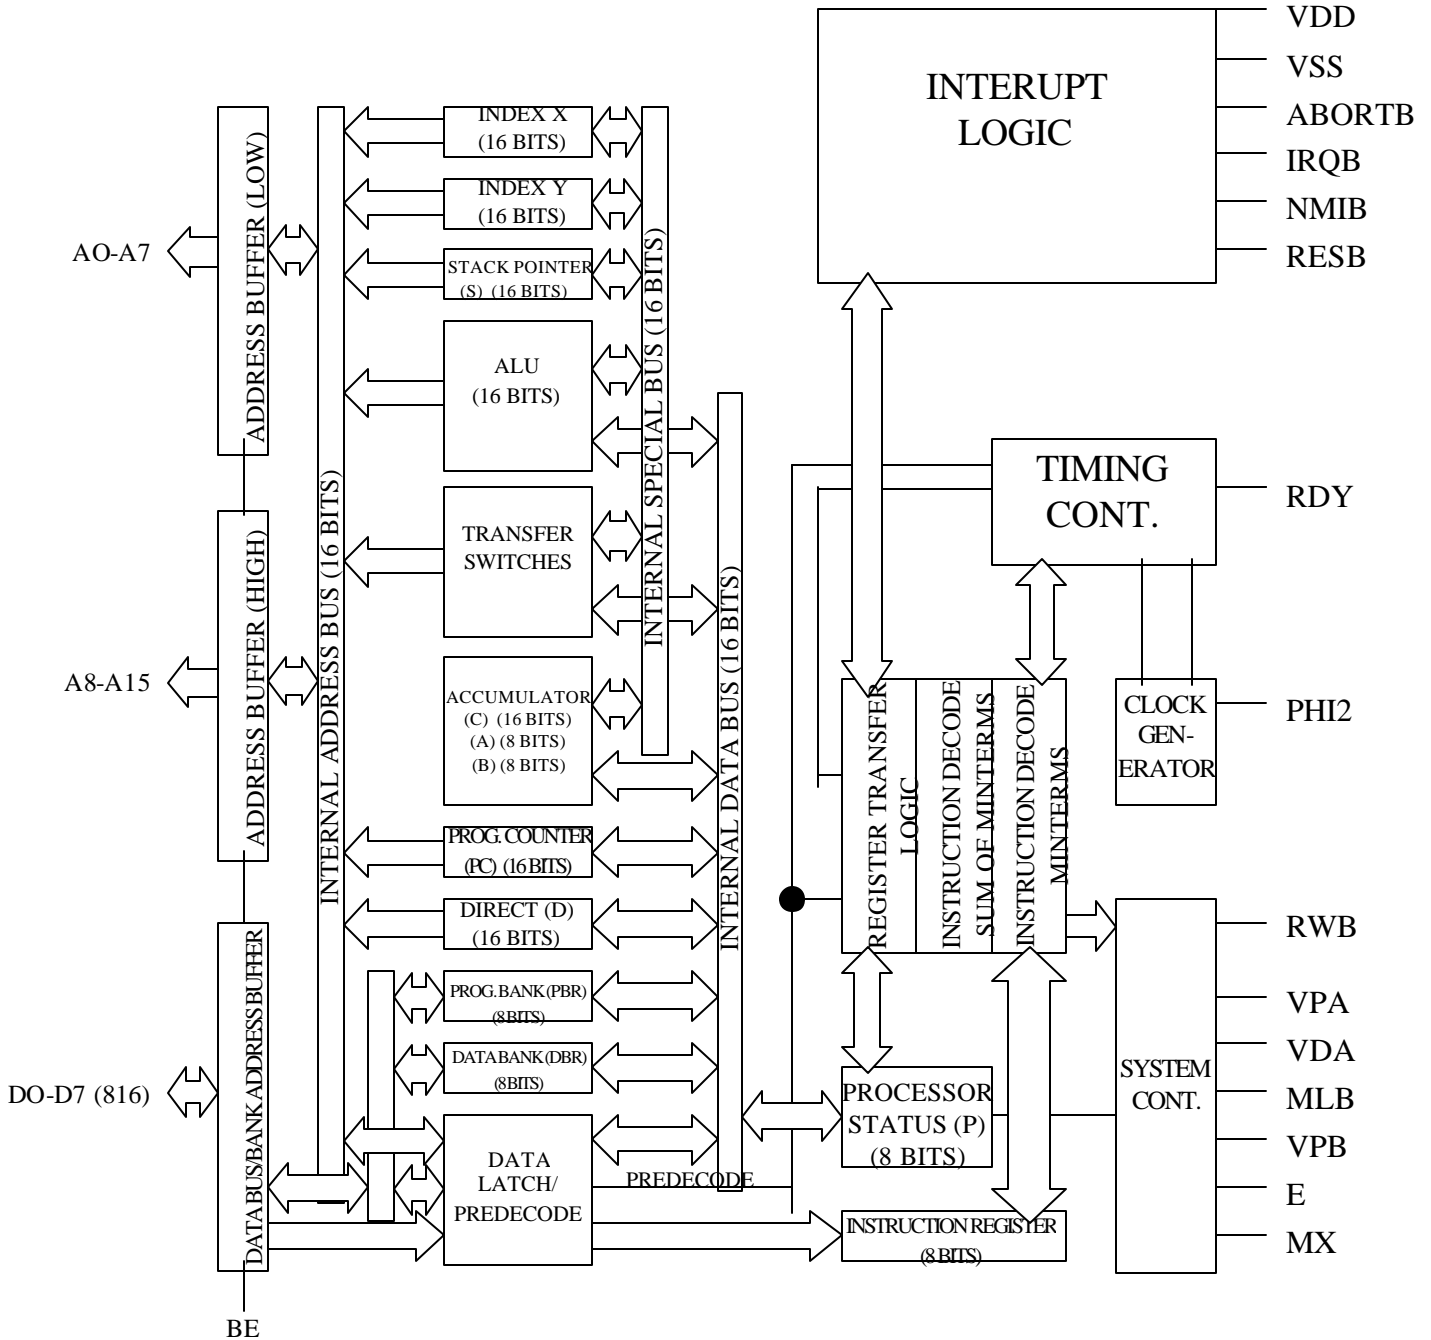 INTERUPT
LOGIC
VDD
VSS
ABORTB
IRQB
NMIB
RESB
AO-A7
A8-A15
DO-D7 (816)
BE
ADDRESS BUFFER (LOW)
ADDRESS BUFFER (HIGH)
DATA BUS/BANK ADDRESS BUFFER
INTERNAL ADDRESS BUS (16 BITS)
INDEX X
(16 BITS)
INDEX Y
(16 BITS)
STACK POINTER
(S) (16 BITS)
ALU
(16 BITS)
TRANSFER
SWITCHES
ACCUMULATOR
(C) (16 BITS)
(A) (8 BITS)
(B) (8 BITS)
PROG. COUNTER
(PC) (16 BITS)
DIRECT (D)
(16 BITS)
PROG. BANK (PBR)
(8 BITS)
DATA BANK (DBR)
(8 BITS)
DATA
LATCH/
PREDECODE
INTERNAL SPECIAL BUS (16 BITS)
INTERNAL DATA BUS (16 BITS)
PREDECODE
TIMING
CONT.
RDY
CLOCK
GEN-
ERATOR
PHI2
REGISTER TRANSFER
LOGIC
INSTRUCTION DECODE
SUM OF MINTERMS
INSTRUCTION DECODE
MINTERMS
PROCESSOR
STATUS (P)
(8 BITS)
INSTRUCTION REGISTER
(8 BITS)
SYSTEM
CONT.
RWB
VPA
VDA
MLB
VPB
E
MX